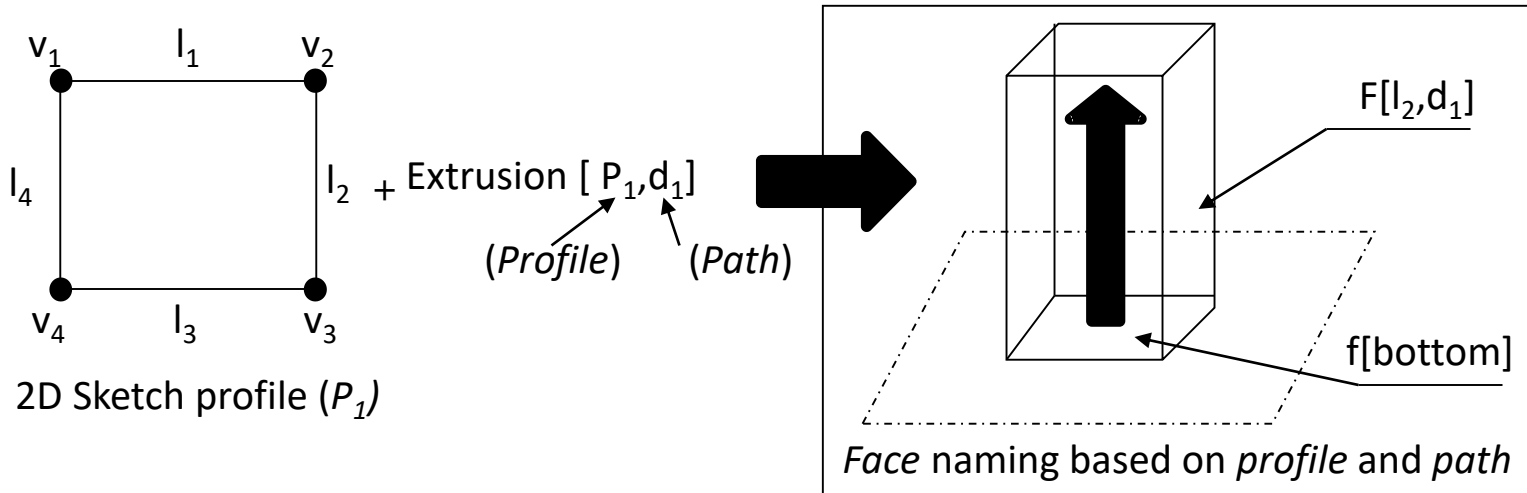 v₁ l₁ v₂
l₄ l₂ + Extrusion [ P₁,d₁]
(Profile) (Path)
v₄ l₃ v₃
2D Sketch profile (P₁)
F[l₂,d₁]
f[bottom]
Face naming based on profile and path